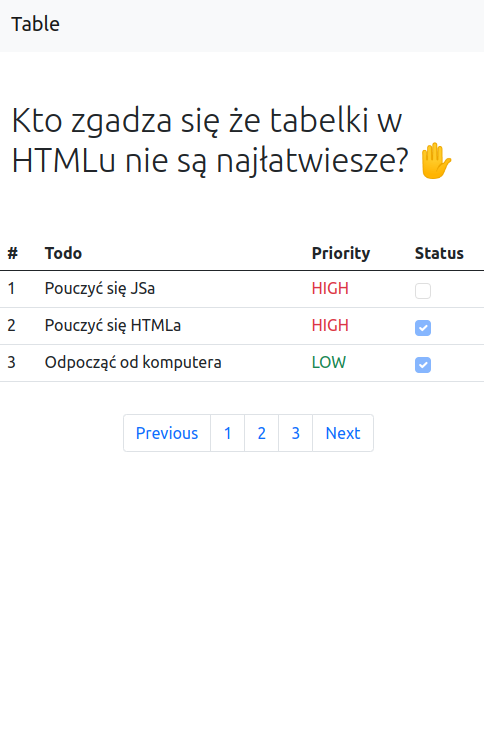 Table
Kto zgadza się że tabelki w
HTMLu nie są najłatwiesze? ✋
# Todo Priority Status
1 Pouczyć się JSa HIGH
2 Pouczyć się HTMLa HIGH
3 Odpocząć od komputera LOW
Previous 1 2 3 Next